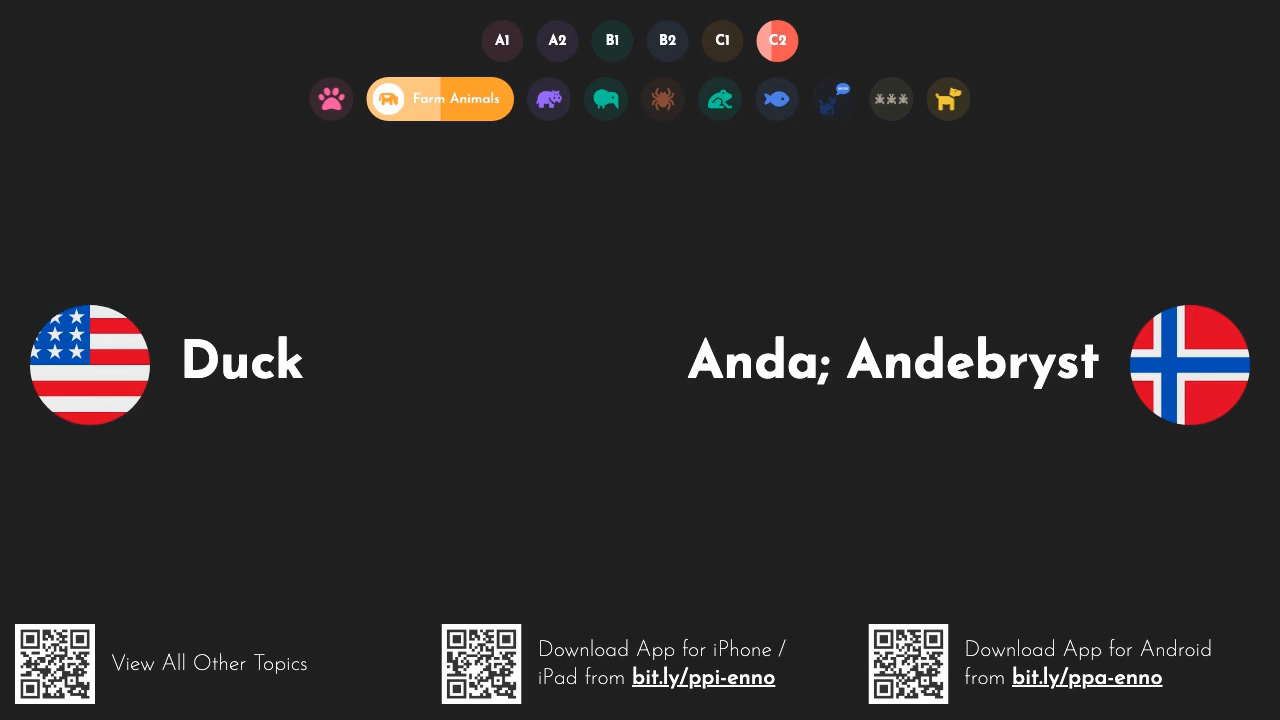 A1 A2 B1 B2 C1 C2
Farm Animals
Duck
Anda; Andebryst
View All Other Topics
Download App for iPhone /
iPad from bit.ly/ppi-enno
Download App for Android
from bit.ly/ppa-enno